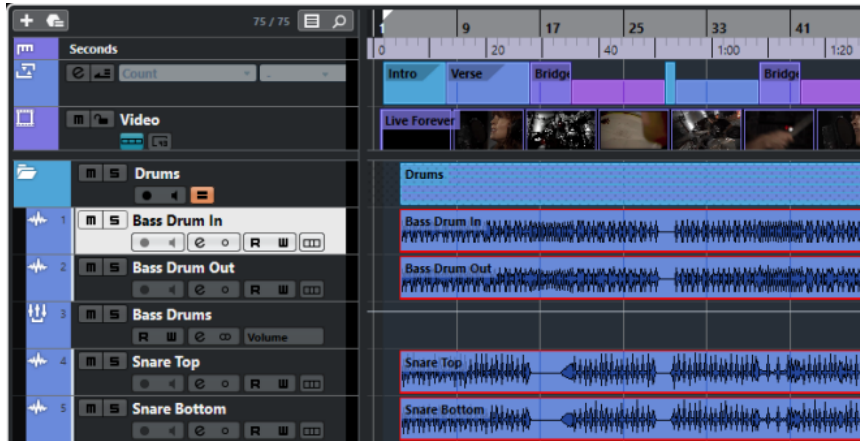 75 / 75
1 9 17 25 33 41
Seconds
0 20 40 1:00 1:20
e Count -
Intro Verse Bridge Bridge
m Video
Live Forever
m S Drums
Drums
1 m S Bass Drum In
e R W
Bass Drum In
2 m S Bass Drum Out
e R W
Bass Drum Out
3 m S Bass Drums
R W e Volume
4 m S Snare Top
e R W
Snare Top
5 m S Snare Bottom
e R W
Snare Bottom